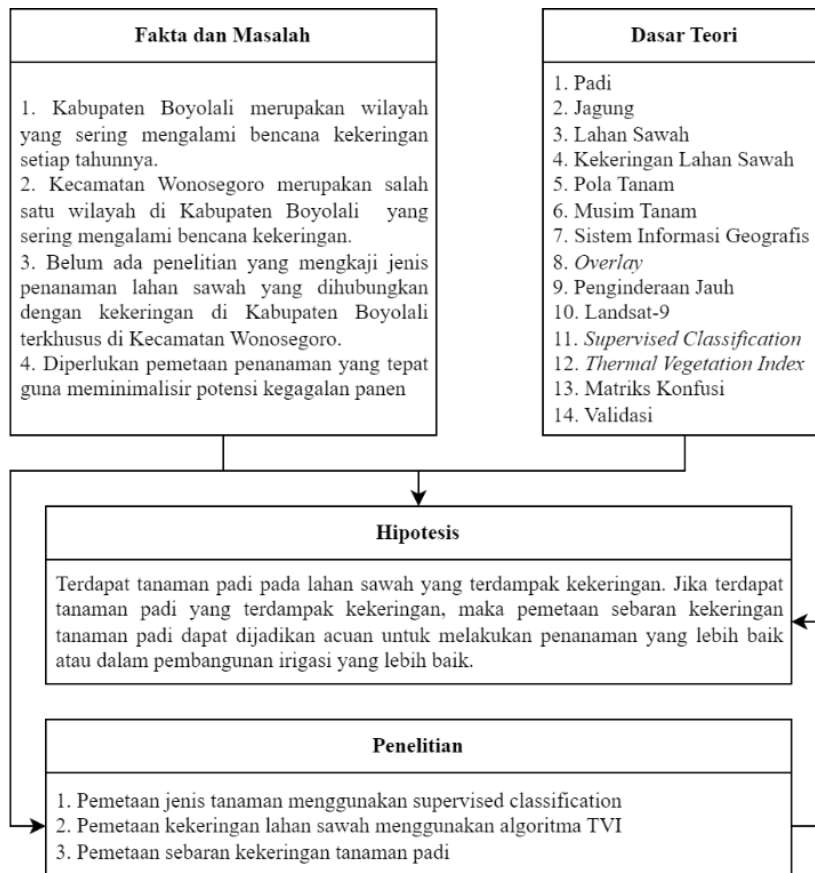 Fakta dan Masalah
1. Kabupaten Boyolali merupakan wilayah
yang sering mengalami bencana kekeringan
setiap tahunnya.
2. Kecamatan Wonosegoro merupakan salah
satu wilayah di Kabupaten Boyolali yang
sering mengalami bencana kekeringan.
3. Belum ada penelitian yang mengkaji jenis
penanaman lahan sawah yang dihubungkan
dengan kekeringan di Kabupaten Boyolali
terkhusus di Kecamatan Wonosegoro.
4. Diperlukan pemetaan penanaman yang tepat
guna meminimalisir potensi kegagalan panen
Dasar Teori
1. Padi
2. Jagung
3. Lahan Sawah
4. Kekeringan Lahan Sawah
5. Pola Tanam
6. Musim Tanam
7. Sistem Informasi Geografis
8. Overlay
9. Penginderaan Jauh
10. Landsat-9
11. Supervised Classification
12. Thermal Vegetation Index
13. Matriks Konfusi
14. Validasi
Hipotesis
Terdapat tanaman padi pada lahan sawah yang terdampak kekeringan. Jika terdapat
tanaman padi yang terdampak kekeringan, maka pemetaan sebaran kekeringan
tanaman padi dapat dijadikan acuan untuk melakukan penanaman yang lebih baik
atau dalam pembangunan irigasi yang lebih baik.
Penelitian
1. Pemetaan jenis tanaman menggunakan supervised classification
2. Pemetaan kekeringan lahan sawah menggunakan algoritma TVI
3. Pemetaan sebaran kekeringan tanaman padi